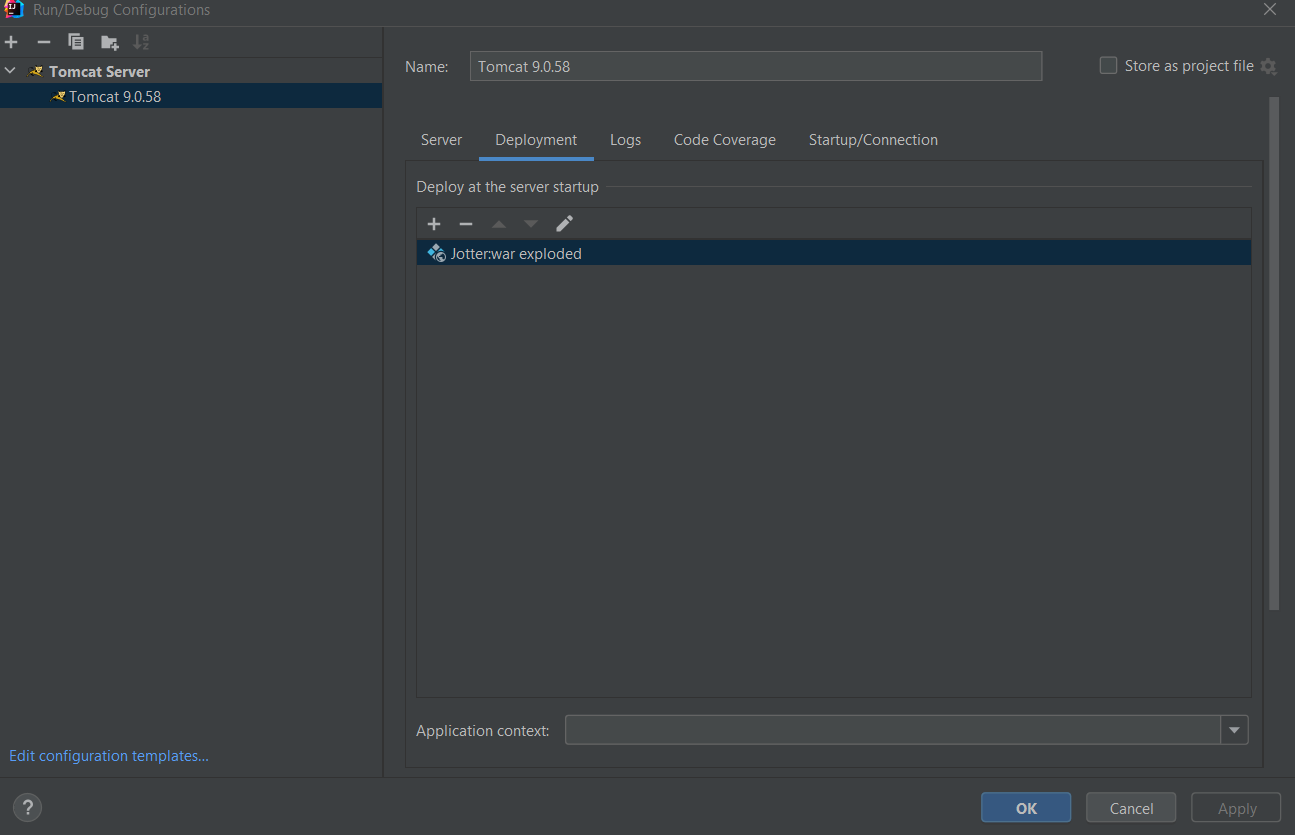 Run/Debug Configurations
Tomcat Server
Tomcat 9.0.58
Edit configuration templates...
Name:
Tomcat 9.0.58
Store as project file
Server Deployment Logs Code Coverage Startup/Connection
Deploy at the server startup
Jotter:war exploded
Application context:
?
OK Cancel Apply